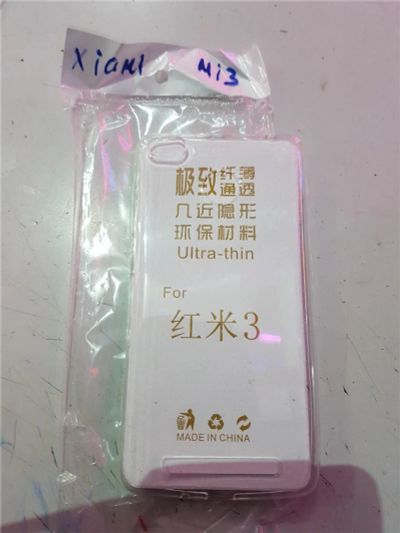 Xiami Mi3
极致纤薄通透
几近隐形
环保材料
Ultra-thin
For
红米3
MADE IN CHINA